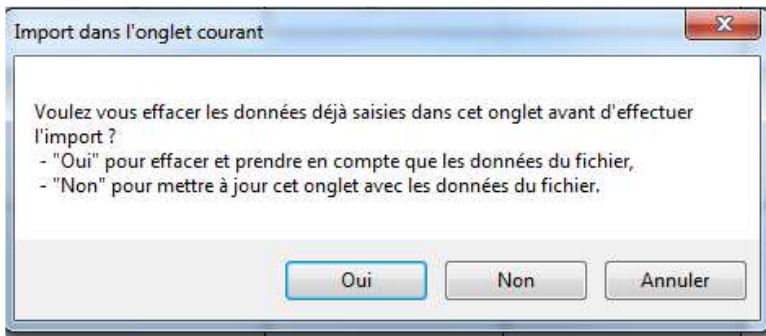 Import dans l'onglet courant
Voulez vous effacer les données déjà saisies dans cet onglet avant d'effectuer
l'import ?
- "Oui" pour effacer et prendre en compte que les données du fichier,
- "Non" pour mettre à jour cet onglet avec les données du fichier.
Oui Non Annuler